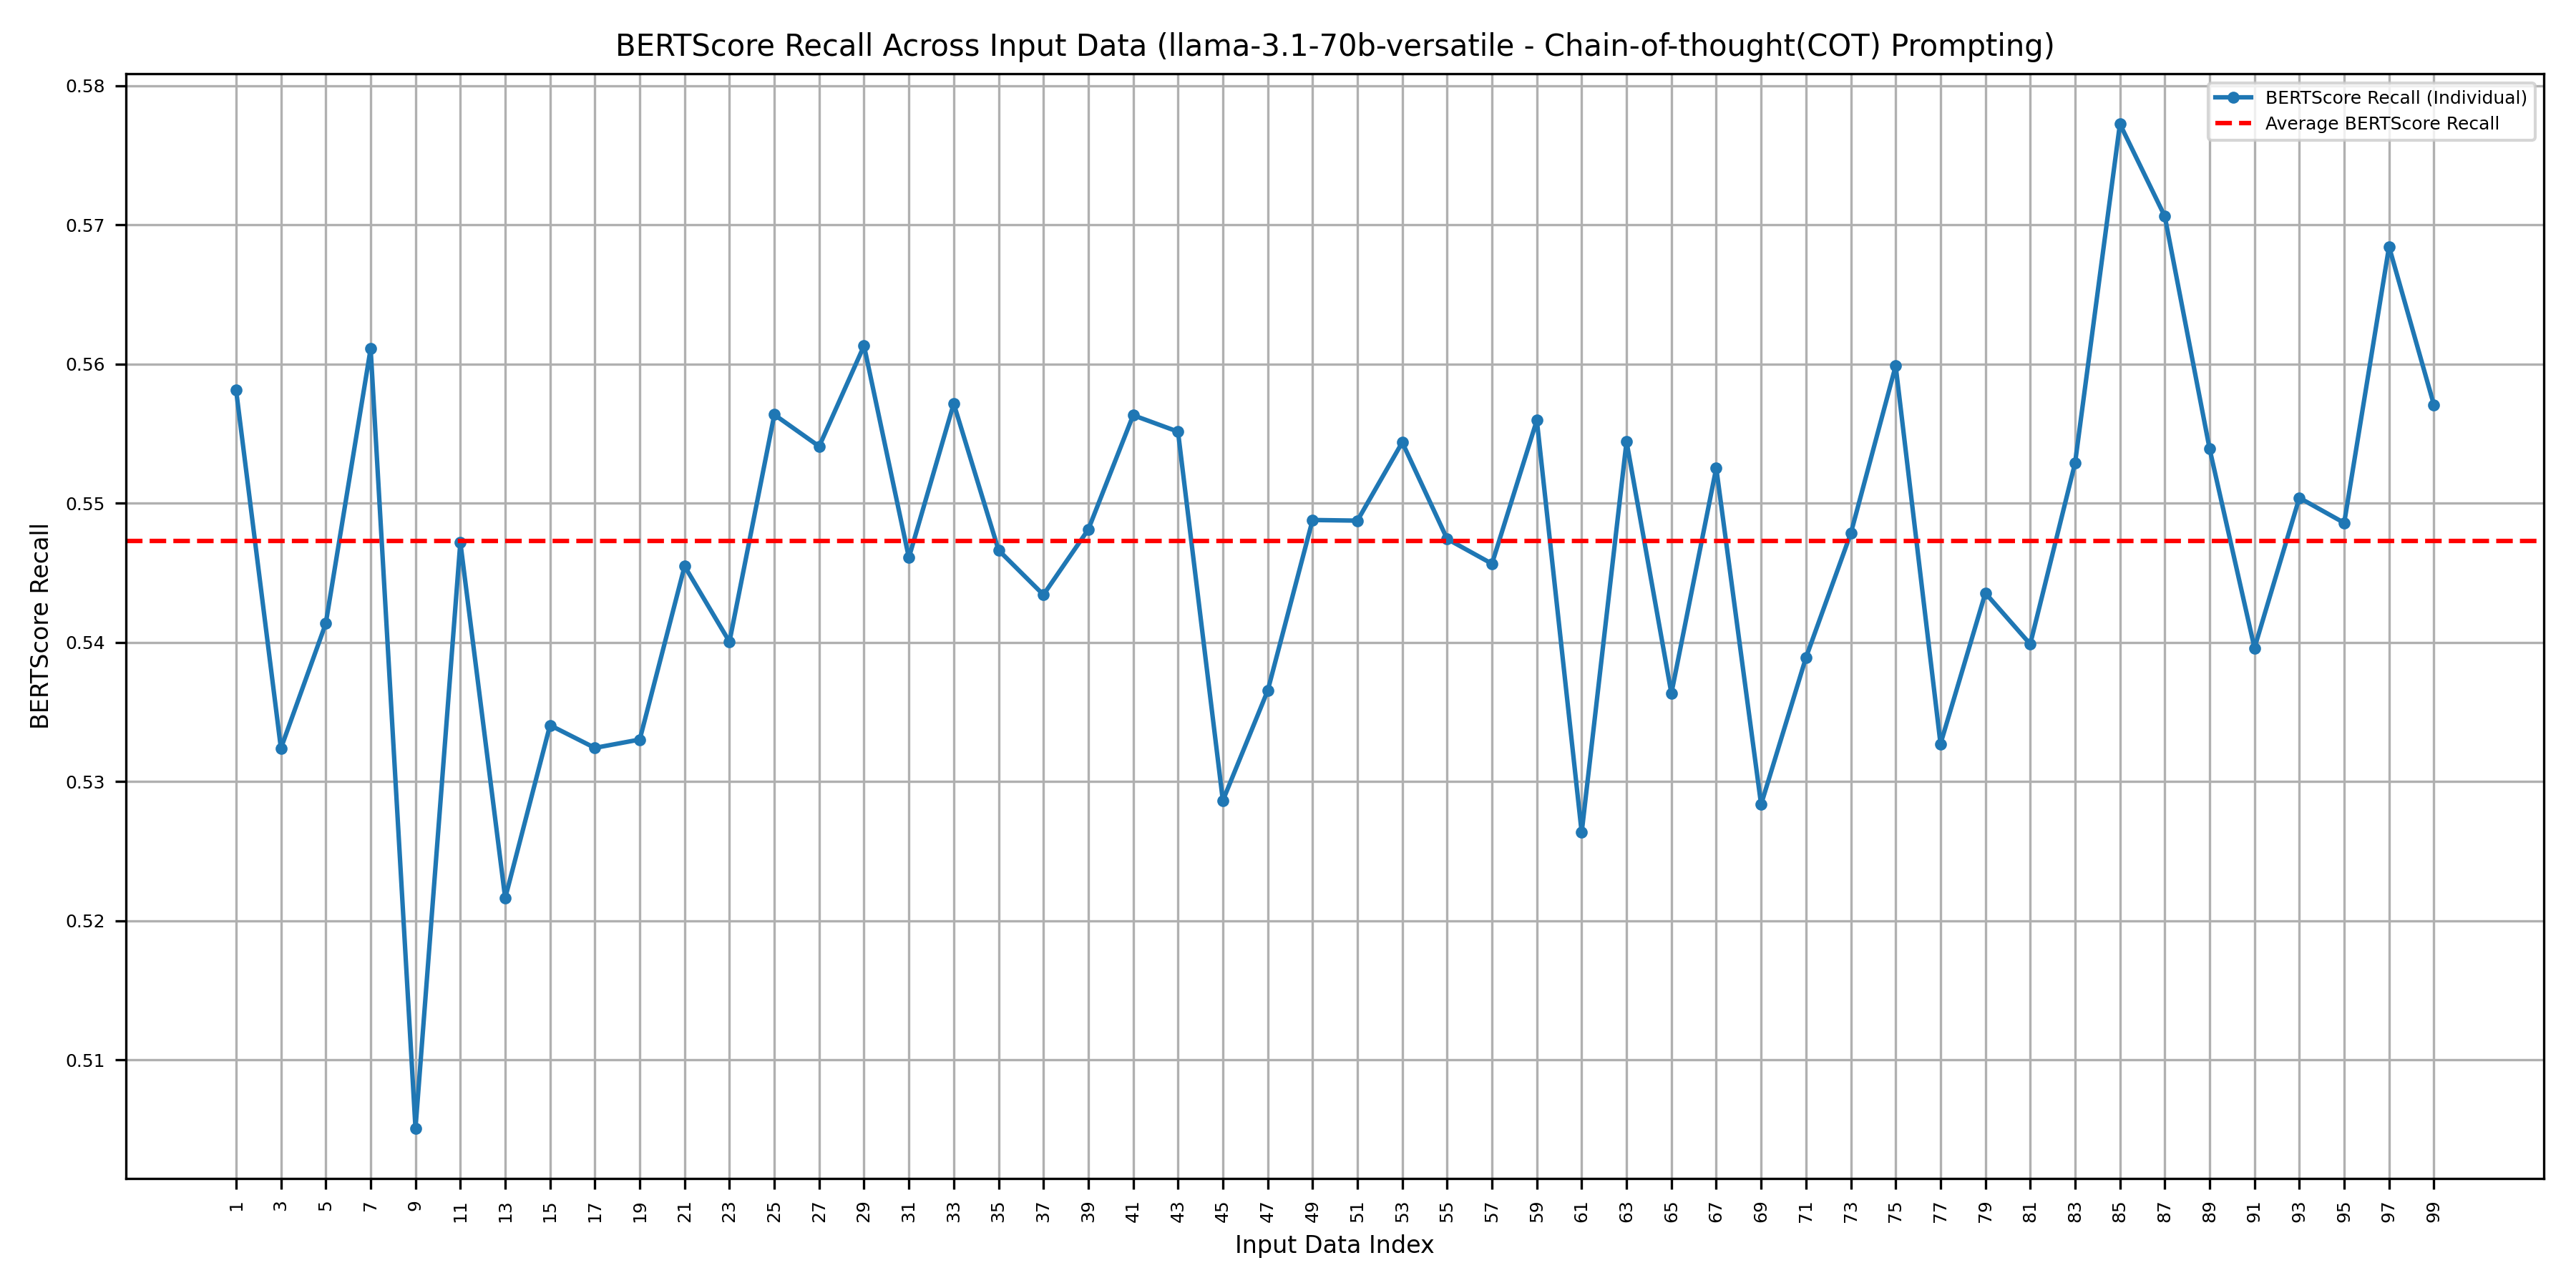 BERTScore Recall Across Input Data (llama-3.1-70b-versatile - Chain-of-thought(COT) Prompting)
BERTScore Recall (Individual)
Average BERTScore Recall
BERTScore Recall
0.58
0.57
0.56
0.55
0.54
0.53
0.52
0.51
1 3 5 7 9 11 13 15 17 19 21 23 25 27 29 31 33 35 37 39 41 43 45 47 49 51 53 55 57 59 61 63 65 67 69 71 73 75 77 79 81 83 85 87 89 91 93 95 97 99
Input Data Index